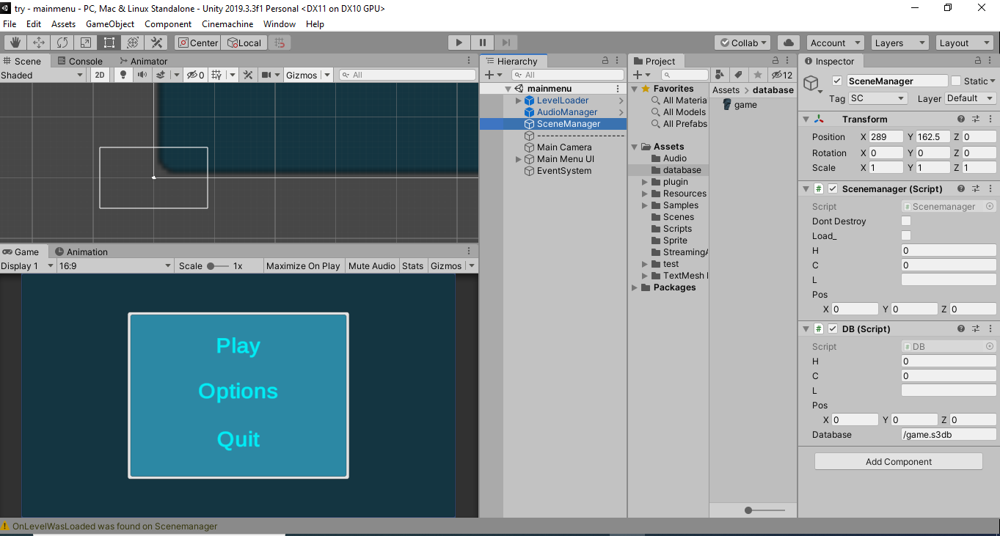 try - mainmenu - PC, Mac & Linux Standalone - Unity 2019.3.3f1 Personal <DX11 on DX10 GPU>
File Edit Assets GameObject Component Cinemachine Window Help
Center Local Collab Account Layers Layout
Scene Console Animator
Shaded 2D 0 Gizmos All
Hierarchy
All
mainmenu
LevelLoader
AudioManager
SceneManager
--------------------
Main Camera
Main Menu UI
EventSystem
Project
12
Favorites
All Materia
All Models
All Prefabs
Assets
Audio
database
plugin
Resources
Samples
Scenes
Scripts
Sprite
StreamingA
test
TextMesh
Packages
Assets > database
game
Inspector
SceneManager Static
Tag SC Layer Default
Transform
Position X 289 Y 162.5 Z 0
Rotation X 0 Y 0 Z 0
Scale X 1 Y 1 Z 1
Scenemanager (Script)
Script Scenemanager
Dont Destroy
Load_
H 0
C 0
L
Pos
X 0 Y 0 Z 0
DB (Script)
Script DB
H 0
C 0
L
Pos
X 0 Y 0 Z 0
Database /game.s3db
Add Component
Game Animation
Display 1 16:9 Scale 1x Maximize On Play Mute Audio Stats Gizmos
Play
Options
Quit
OnLevelWasLoaded was found on Scenemanager